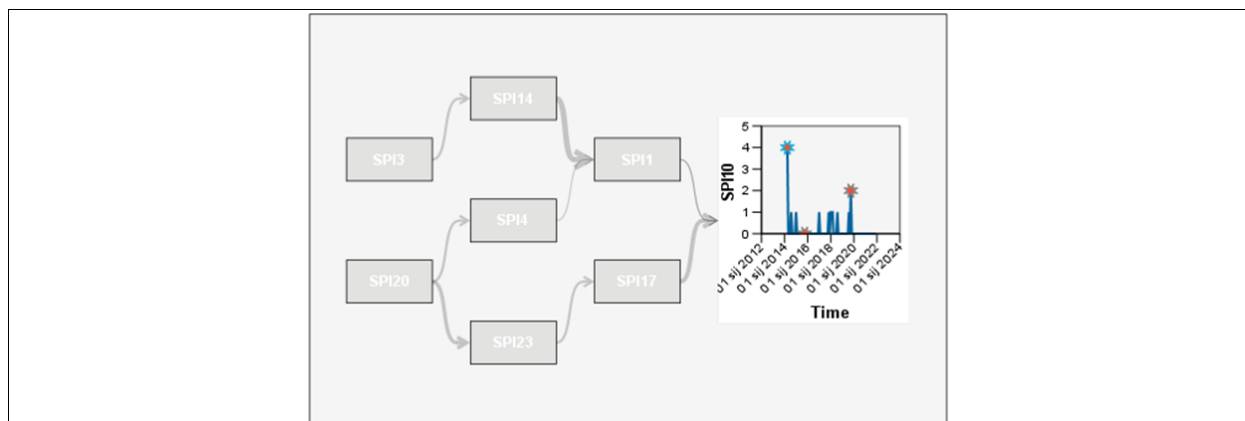 SPI14
SPI3
SPI1
SPI4
SPI20
SPI17
SPI23
SPI10
5
4
3
2
1
0
01 sij 2012
01 sij 2014
01 sij 2016
01 sij 2018
01 sij 2020
01 sij 2022
01 sij 2024
Time